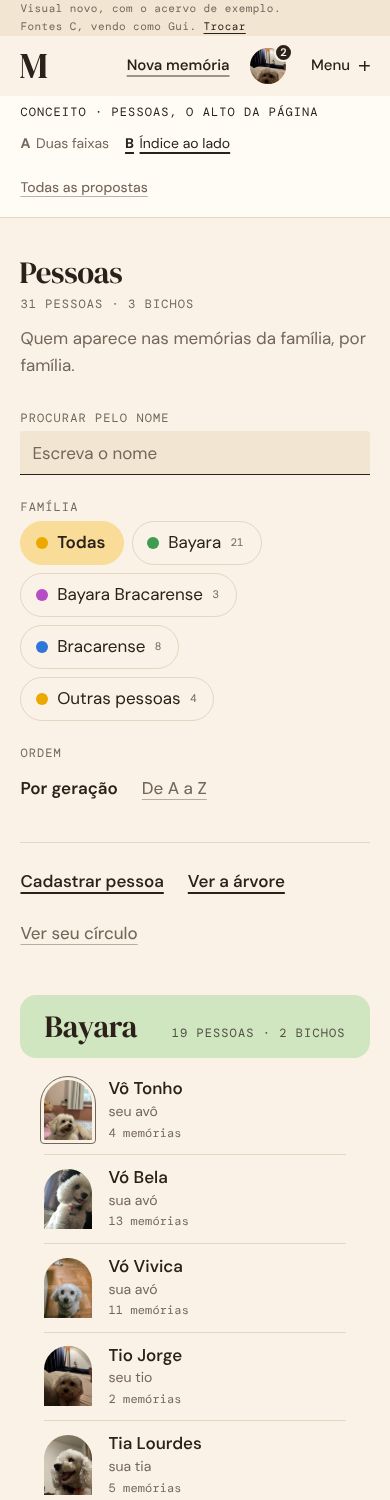 Visual novo, com o acervo de exemplo.
Fontes C, vendo como Gui. Trocar
M
Nova memória
2
Menu +
CONCEITO · PESSOAS, O ALTO DA PÁGINA
A Duas faixas B Índice ao lado
Todas as propostas
Pessoas
31 PESSOAS · 3 BICHOS
Quem aparece nas memórias da família, por
família.
PROCURAR PELO NOME
Escreva o nome
FAMÍLIA
Todas
Bayara 21
Bayara Bracarense 3
Bracarense 8
Outras pessoas 4
ORDEM
Por geração De A a Z
Cadastrar pessoa Ver a árvore
Ver seu círculo
Bayara 19 PESSOAS · 2 BICHOS
Vô Tonho
seu avô
4 memórias
Vó Bela
sua avó
13 memórias
Vó Vivica
sua avó
11 memórias
Tio Jorge
seu tio
2 memórias
Tia Lourdes
sua tia
5 memórias